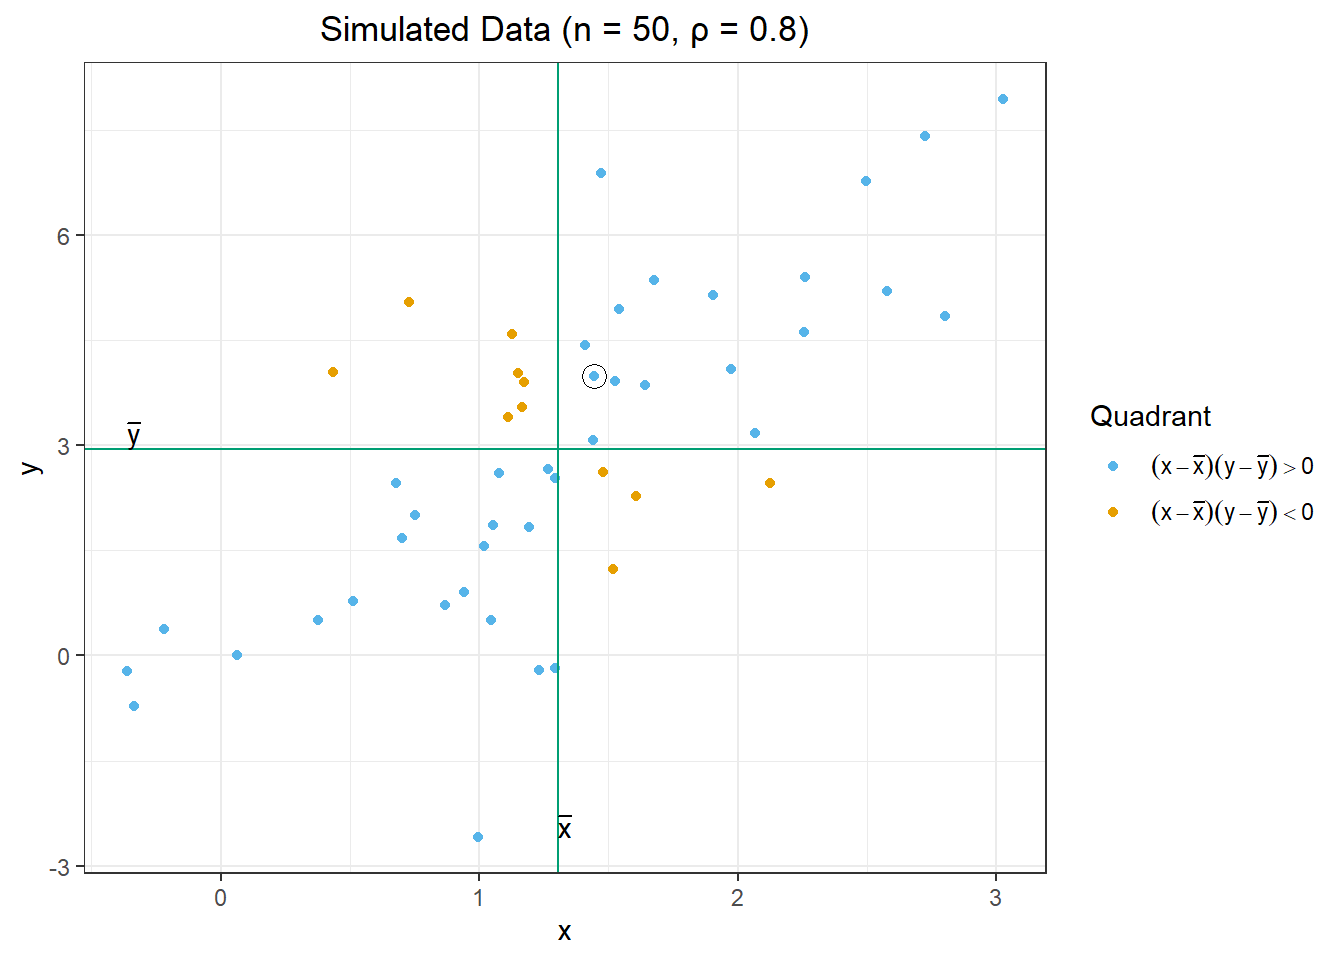 Simulated Data (n = 50, ρ = 0.8)
y
6
3
0
-3
y̅
x̅
0 1 2 3
x
Quadrant
(x − x̅)(y − y̅) > 0
(x − x̅)(y − y̅) < 0